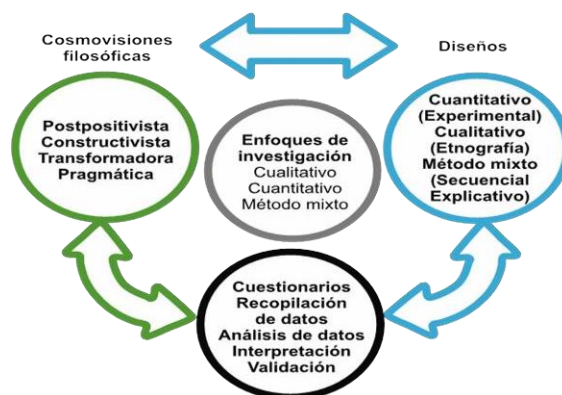 Cosmovisiones
filosóficas
Diseños
Postpositivista
Constructivista
Transformadora
Pragmática
Enfoques de
investigación
Cualitativo
Cuantitativo
Método mixto
Cuantitativo
(Experimental)
Cualitativo
(Etnografía)
Método mixto
(Secuencial
Explicativo)
Cuestionarios
Recopilación
de datos
Análisis de datos
Interpretación
Validación